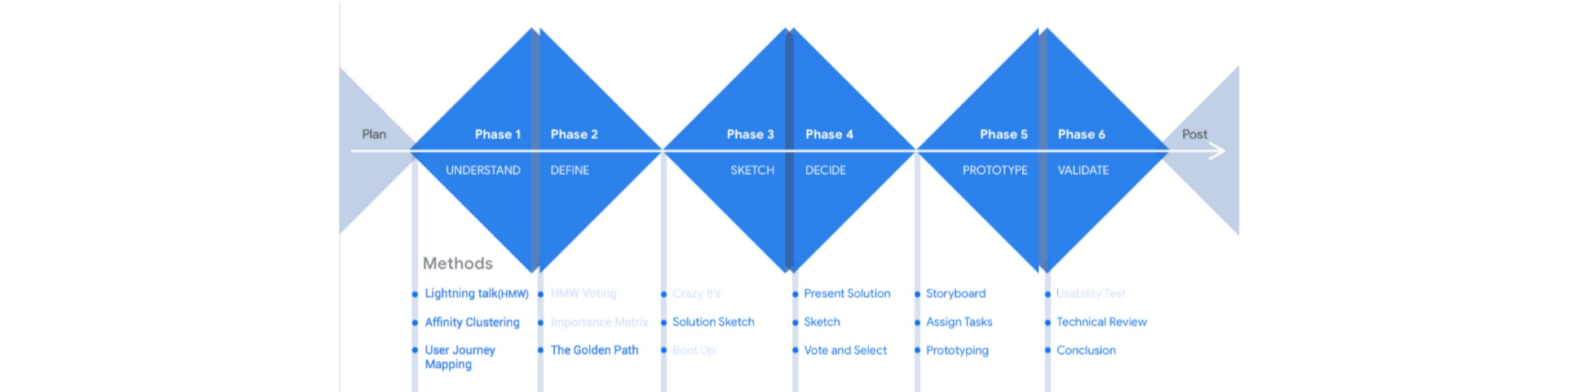 Plan
Phase 1
Phase 2
Phase 3
Phase 4
Phase 5
Phase 6
Post
UNDERSTAND
DEFINE
SKETCH
DECIDE
PROTOTYPE
VALIDATE
Methods
Lightning talk(HMW)
Affinity Clustering
User Journey
Mapping
HMW Voting
Importance Matrix
The Golden Path
Crazy 8's
Solution Sketch
Boot Up
Present Solution
Sketch
Vote and Select
Storyboard
Assign Tasks
Prototyping
Usability Test
Technical Review
Conclusion